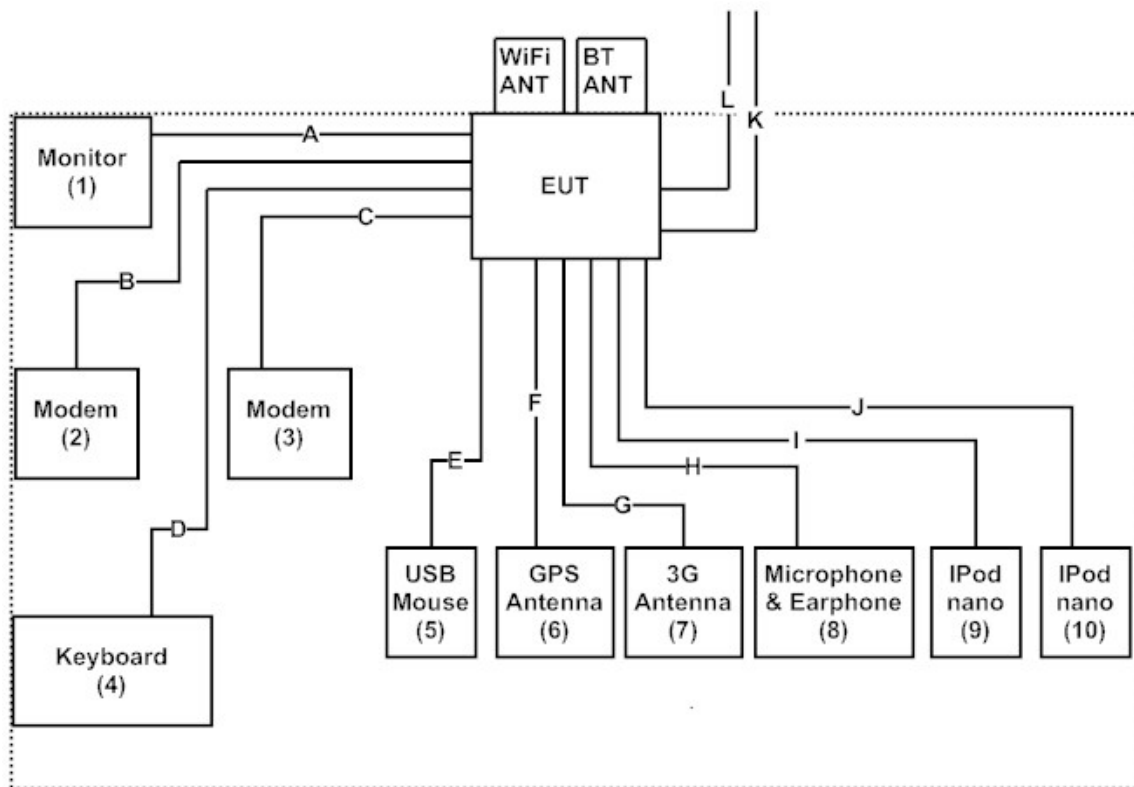 WiFi
ANT
BT
ANT
L
K
A
Monitor
(1)
EUT
C
B
Modem
(2)
Modem
(3)
F
J
I
E
H
G
D
USB
Mouse
(5)
GPS
Antenna
(6)
3G
Antenna
(7)
Microphone
& Earphone
(8)
IPod
nano
(9)
IPod
nano
(10)
Keyboard
(4)